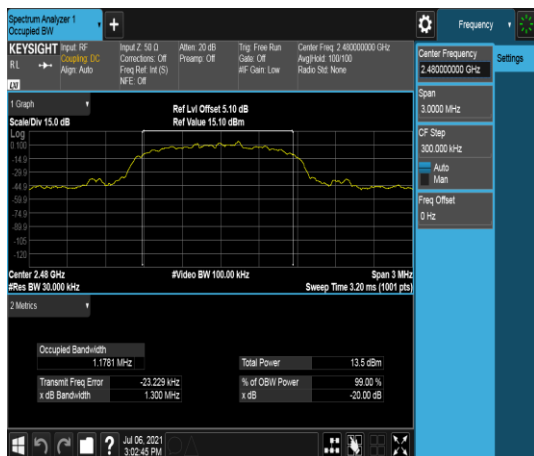 Spectrum Analyzer 1
Occupied BW
Frequency
KEYSIGHT
RL
Input: RF
Coupling: DC
Align: Auto
Input Z: 50 Ω
Corrections: Off
Freq Ref: Int (S)
NFE: Off
Atten: 20 dB
Preamp: Off
Trig: Free Run
Gate: Off
#IF Gain: Low
Center Freq: 2.480000000 GHz
Avg|Hold: 100/100
Radio Std: None
Center Frequency
2.480000000 GHz
Settings
Span
3.0000 MHz
CF Step
300.000 kHz
Auto
Man
Freq Offset
0 Hz
1 Graph
Scale/Div 15.0 dB
Ref Lvl Offset 5.10 dB
Ref Value 15.10 dBm
Log
0.100
-14.9
-29.9
-44.9
-59.9
-74.9
-89.9
-105
-120
Center 2.48 GHz
#Video BW 100.00 kHz
Span 3 MHz
#Res BW 30.000 kHz
Sweep Time 3.20 ms (1001 pts)
2 Metrics
Occupied Bandwidth
1.1781 MHz
Total Power 13.5 dBm
Transmit Freq Error -23.229 kHz
% of OBW Power 99.00 %
x dB Bandwidth 1.300 MHz
x dB -20.00 dB
Jul 06, 2021
3:02:45 PM